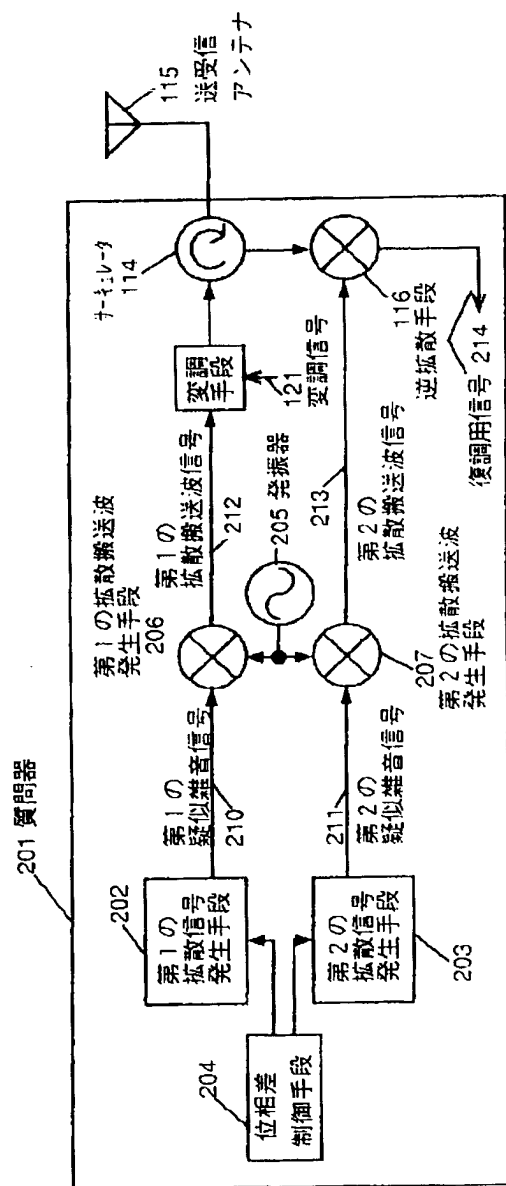 201 質問器
204
位相差
制御手段
202
第1の
拡散信号
発生手段
第2の
拡散信号
発生手段
203
第1の
疑似雑音信号
210
211
第2の
疑似雑音信号
第1の拡散搬送波
発生手段
206
205 発振器
207
第2の拡散搬送波
発生手段
第1の
拡散搬送波信号
212
213
第2の
拡散搬送波信号
変調
手段
121
変調信号
サーキュレータ
114
116
逆拡散手段
復調用信号 214
115
送受信
アンテナ